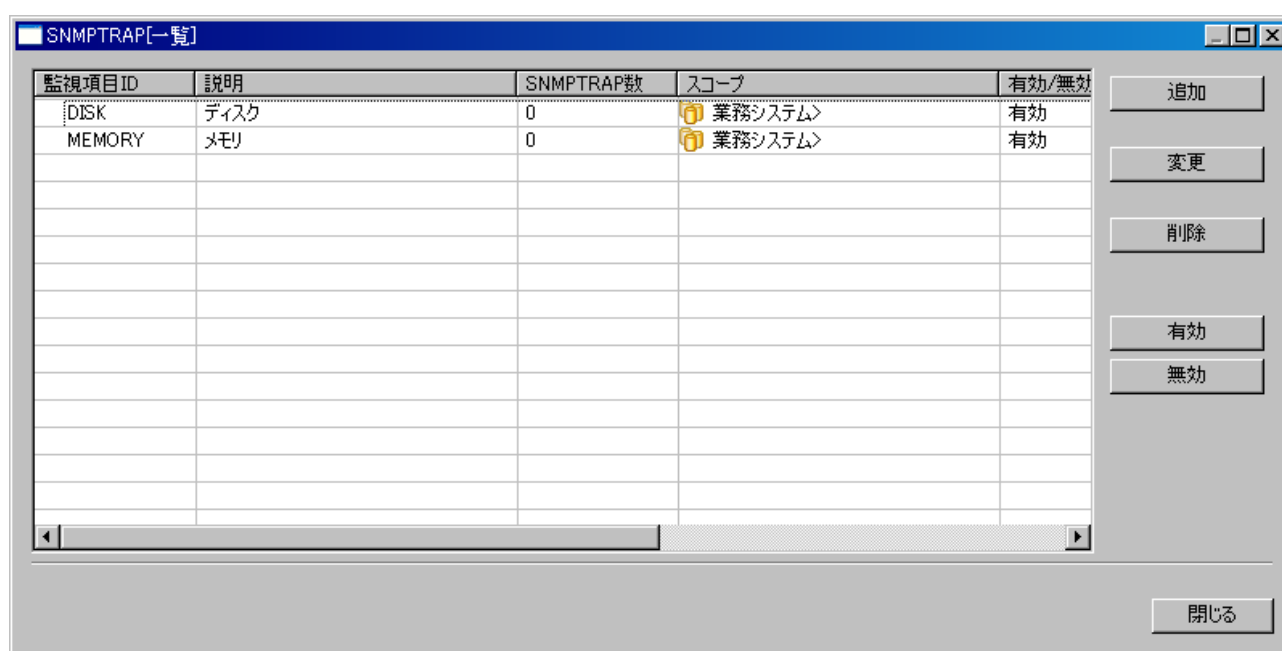 SNMPTRAP[一覧]
監視項目ID 説明 SNMPTRAP数 スコープ 有効/無効
DISK ディスク 0 業務システム> 有効
MEMORY メモリ 0 業務システム> 有効
追加
変更
削除
有効
無効
閉じる